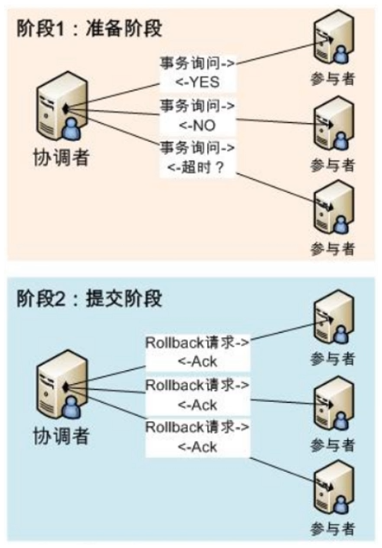 阶段1：准备阶段
事务询问->
<-YES
参与者
事务询问->
<-NO
协调者
参与者
事务询问->
<-超时？
参与者
阶段2：提交阶段
Rollback请求->
<-Ack
参与者
Rollback请求->
<-Ack
协调者
参与者
Rollback请求->
<-Ack
参与者